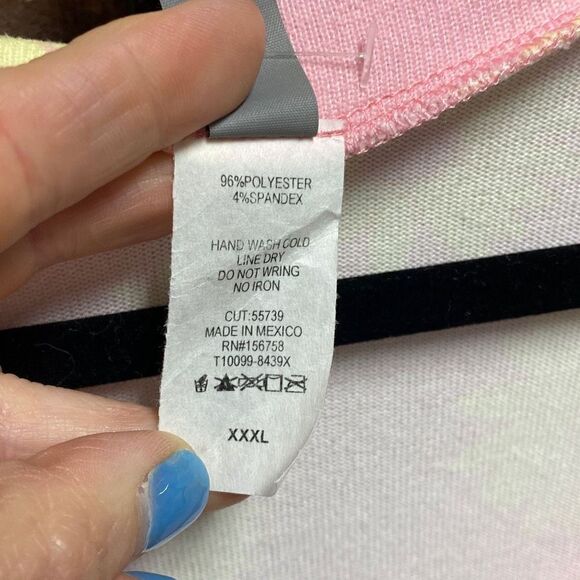 96%POLYESTER
4%SPANDEX
HAND WASH COLD
LINE DRY
DO NOT WRING
NO IRON
CUT:55739
MADE IN MEXICO
RN#156758
T10099-8439X
XXXL